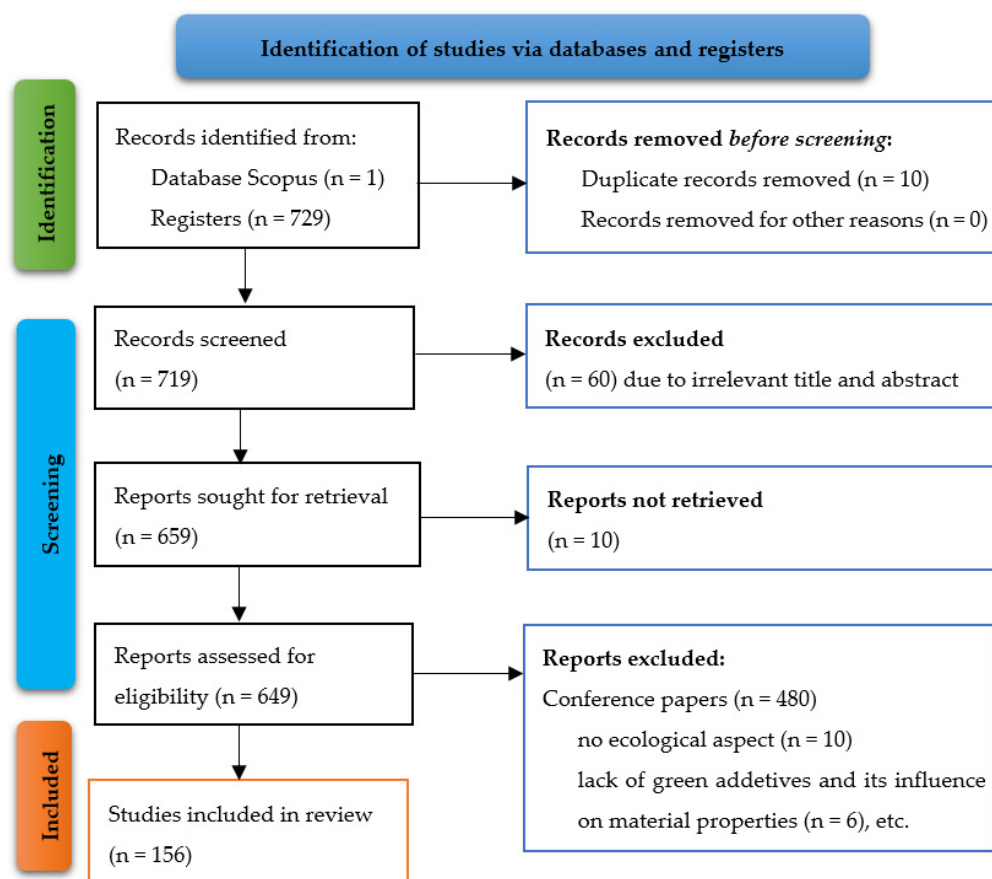 Identification of studies via databases and registers
Identification
Records identified from:
Database Scopus (n = 1)
Registers (n = 729)
Records removed before screening:
Duplicate records removed (n = 10)
Records removed for other reasons (n = 0)
Screening
Records screened
(n = 719)
Records excluded
(n = 60) due to irrelevant title and abstract
Reports sought for retrieval
(n = 659)
Reports not retrieved
(n = 10)
Reports assessed for
eligibility (n = 649)
Reports excluded:
Conference papers (n = 480)
no ecological aspect (n = 10)
lack of green addetives and its influence
on material properties (n = 6), etc.
Included
Studies included in review
(n = 156)